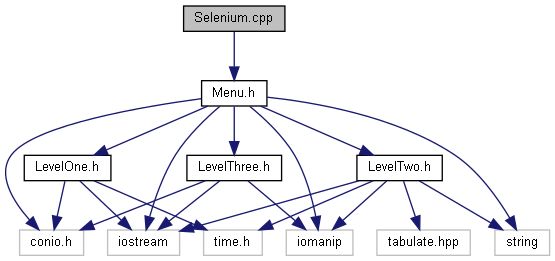 Selenium.cpp
Menu.h
LevelOne.h
LevelThree.h
LevelTwo.h
conio.h
iostream
time.h
iomanip
tabulate.hpp
string